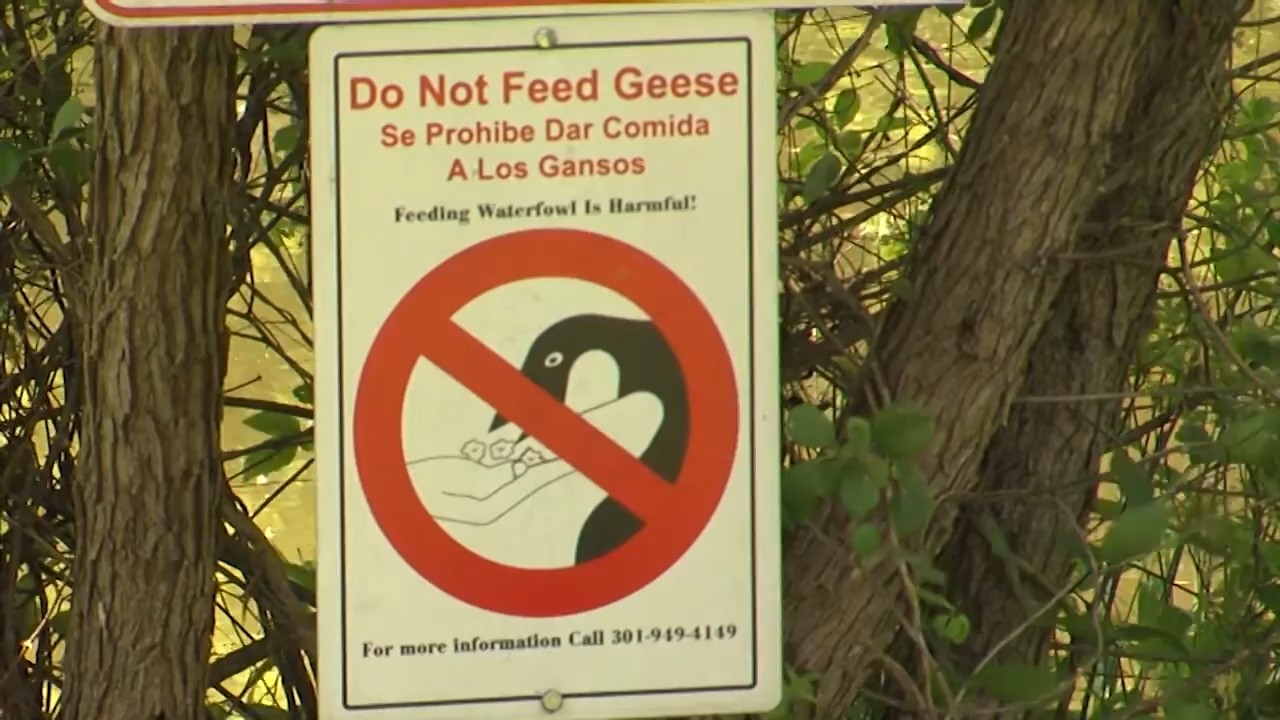 Do Not Feed Geese
Se Prohibe Dar Comida
A Los Gansos
Feeding Waterfowl Is Harmful!
For more information Call 301-949-4149